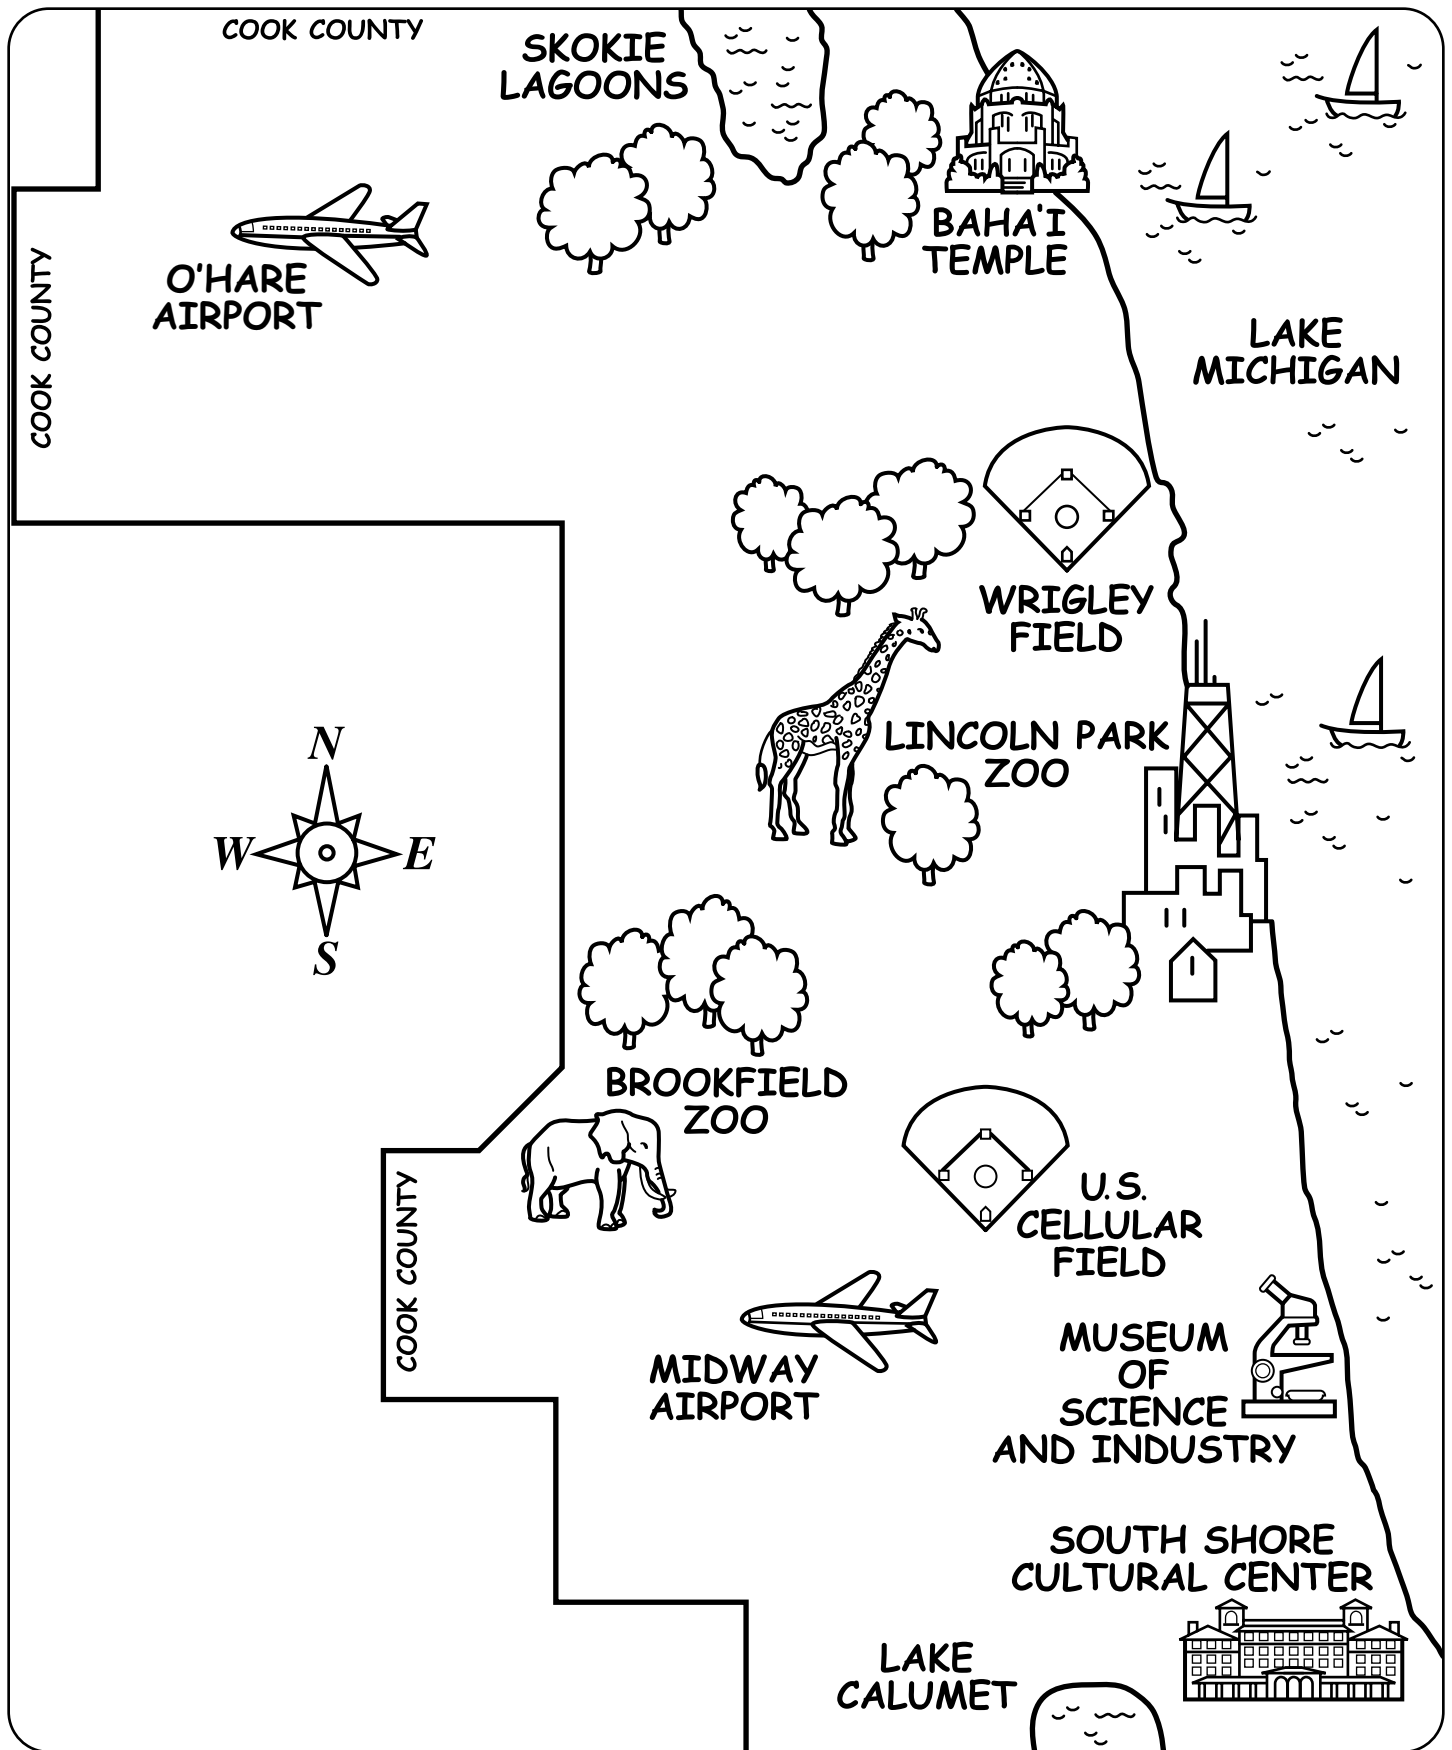 COOK COUNTY
SKOKIE
LAGOONS
BAHA'I
TEMPLE
O'HARE
AIRPORT
COOK COUNTY
LAKE
MICHIGAN
WRIGLEY
FIELD
LINCOLN PARK
ZOO
N
W
E
S
BROOKFIELD
ZOO
U.S.
CELLULAR
FIELD
COOK COUNTY
MIDWAY
AIRPORT
MUSEUM
OF
SCIENCE
AND INDUSTRY
SOUTH SHORE
CULTURAL CENTER
LAKE
CALUMET